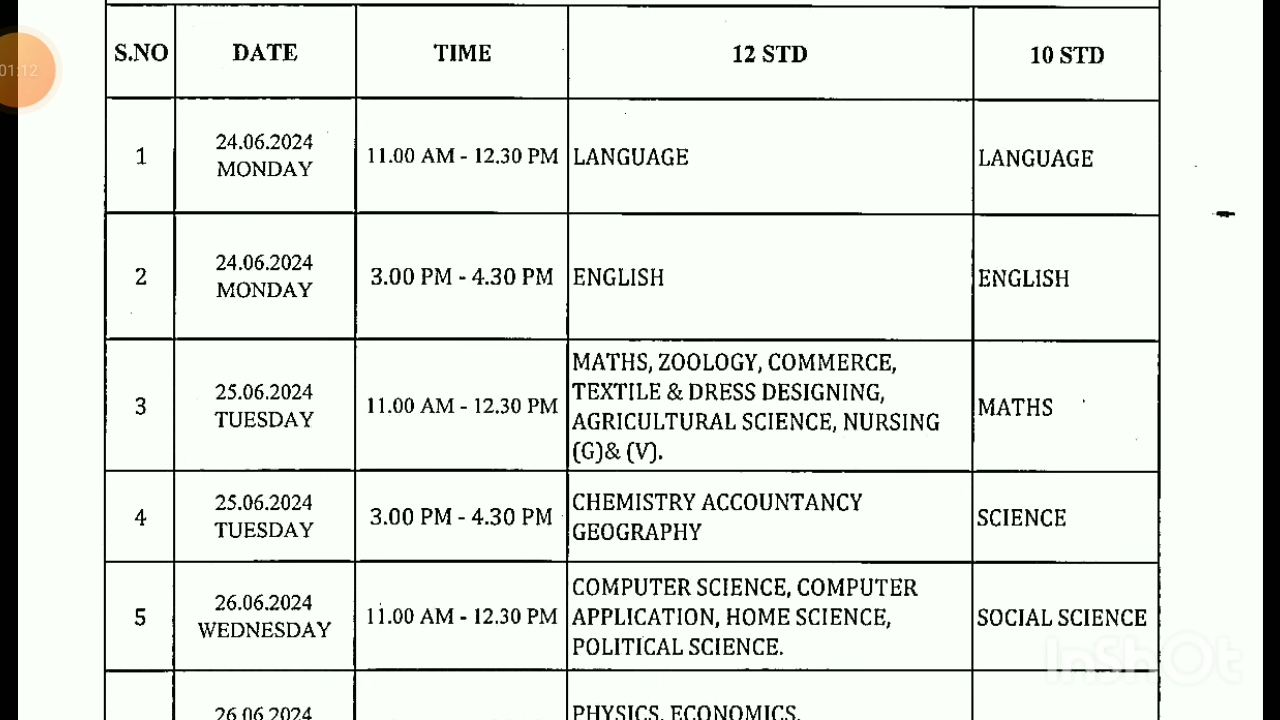 S.NO DATE TIME 12 STD 10 STD
01:12
1 24.06.2024 MONDAY 11.00 AM - 12.30 PM LANGUAGE LANGUAGE
2 24.06.2024 MONDAY 3.00 PM - 4.30 PM ENGLISH ENGLISH
3 25.06.2024 TUESDAY 11.00 AM - 12.30 PM MATHS, ZOOLOGY, COMMERCE,
TEXTILE & DRESS DESIGNING,
AGRICULTURAL SCIENCE, NURSING
(G)& (V).
MATHS
4 25.06.2024 TUESDAY 3.00 PM - 4.30 PM CHEMISTRY ACCOUNTANCY
GEOGRAPHY
SCIENCE
5 26.06.2024 WEDNESDAY 11.00 AM - 12.30 PM COMPUTER SCIENCE, COMPUTER
APPLICATION, HOME SCIENCE,
POLITICAL SCIENCE.
SOCIAL SCIENCE
InShOt
26.06.2024 PHYSICS, ECONOMICS,